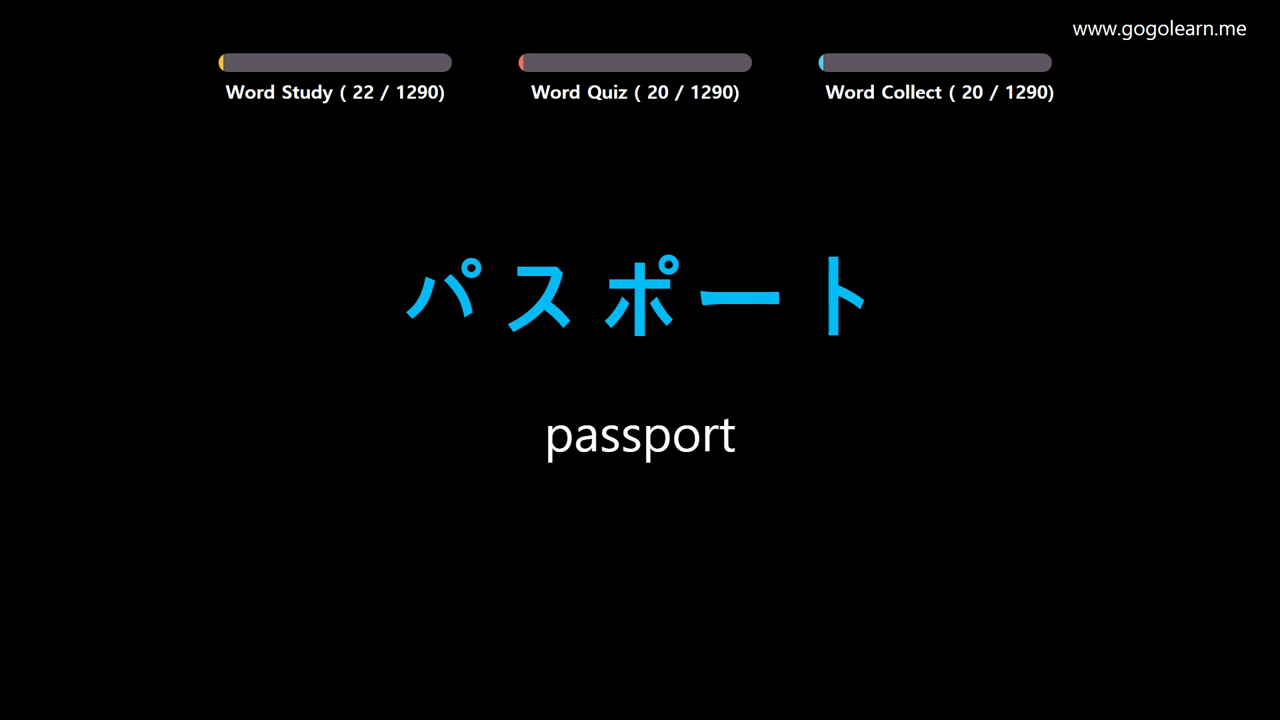 www.gogolearn.me
Word Study ( 22 / 1290)
Word Quiz ( 20 / 1290)
Word Collect ( 20 / 1290)
パスポート
passport